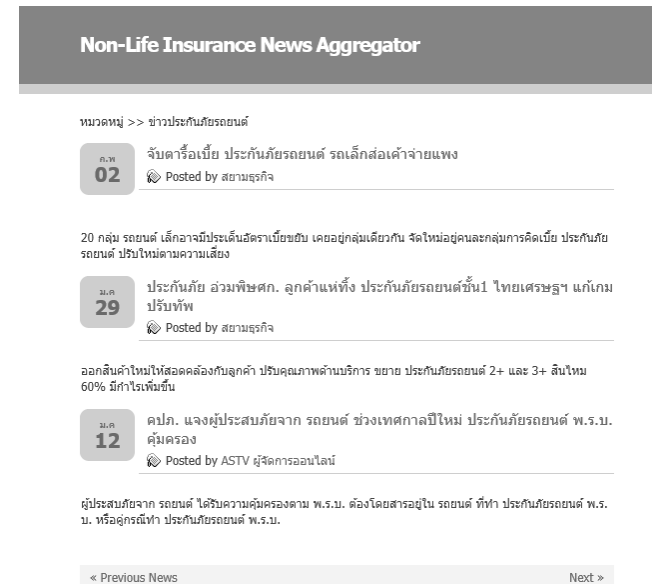 Non-Life Insurance News Aggregator
หมวดหมู่ >> ข่าวประกันภัยรถยนต์
ก.พ
02
จับตารื้อเบี้ย ประกันภัยรถยนต์ รถเล็กส่อเค้าจ่ายแพง
Posted by สยามธุรกิจ
20 กลุ่ม รถยนต์ เล็กอาจมีประเด็นอัตราเบี้ยขยับ เคยอยู่กลุ่มเดียวกัน จัดใหม่อยู่คนละกลุ่มการคิดเบี้ย ประกันภัย
รถยนต์ ปรับใหม่ตามความเสี่ยง
ม.ค
29
ประกันภัย อ่วมพิษศก. ลูกค้าแห่ทิ้ง ประกันภัยรถยนต์ชั้น1 ไทยเศรษฐฯ แก้เกม
ปรับทัพ
Posted by สยามธุรกิจ
ออกสินค้าใหม่ให้สอดคล้องกับลูกค้า ปรับคุณภาพด้านบริการ ขยาย ประกันภัยรถยนต์ 2+ และ 3+ สินไหม
60% มีกำไรเพิ่มขึ้น
ม.ค
12
คปภ. แจงผู้ประสบภัยจาก รถยนต์ ช่วงเทศกาลปีใหม่ ประกันภัยรถยนต์ พ.ร.บ.
คุ้มครอง
Posted by ASTV ผู้จัดการออนไลน์
ผู้ประสบภัยจาก รถยนต์ ได้รับความคุ้มครองตาม พ.ร.บ. ต้องโดยสารอยู่ใน รถยนต์ ที่ทำ ประกันภัยรถยนต์ พ.ร.
บ. หรือคู่กรณีทำ ประกันภัยรถยนต์ พ.ร.บ.
« Previous News
Next »